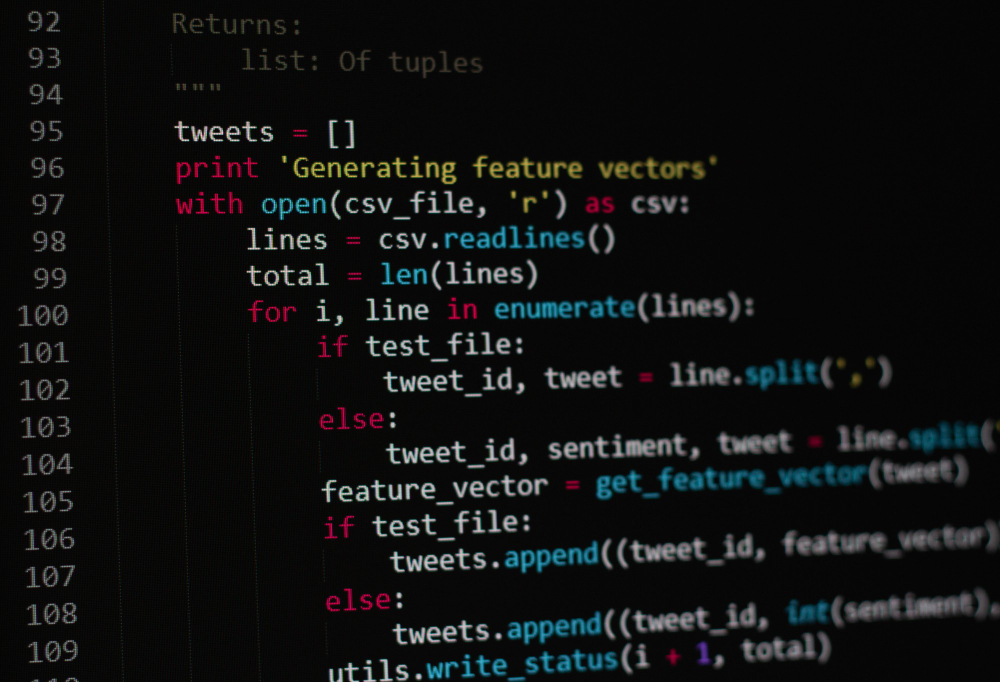 92 Returns:
93 list: Of tuples
94 """
95 tweets = []
96 print 'Generating feature vectors'
97 with open(csv_file, 'r') as csv:
98 lines = csv.readlines()
99 total = len(lines)
100 for i, line in enumerate(lines):
101 if test_file:
102 tweet_id, tweet = line.split(',')
103 else:
104 tweet_id, sentiment, tweet = line.split('
105 feature_vector = get_feature_vector(tweet)
106 if test_file:
107 tweets.append((tweet_id, feature_vector)
108 else:
109 tweets.append((tweet_id, int(sentiment),
110 utils.write_status(i + 1, total)